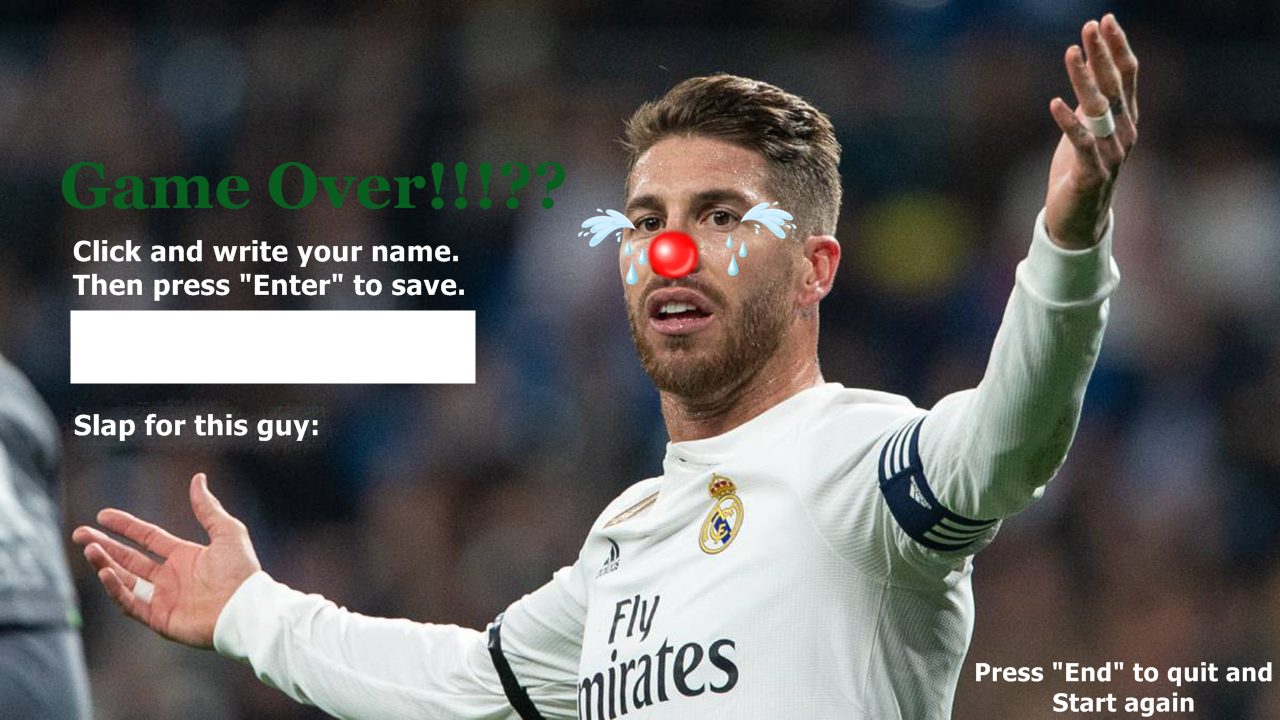 Game Over!!!??
Click and write your name.
Then press "Enter" to save.
Slap for this guy:
Fly
mirates
Press "End" to quit and
Start again